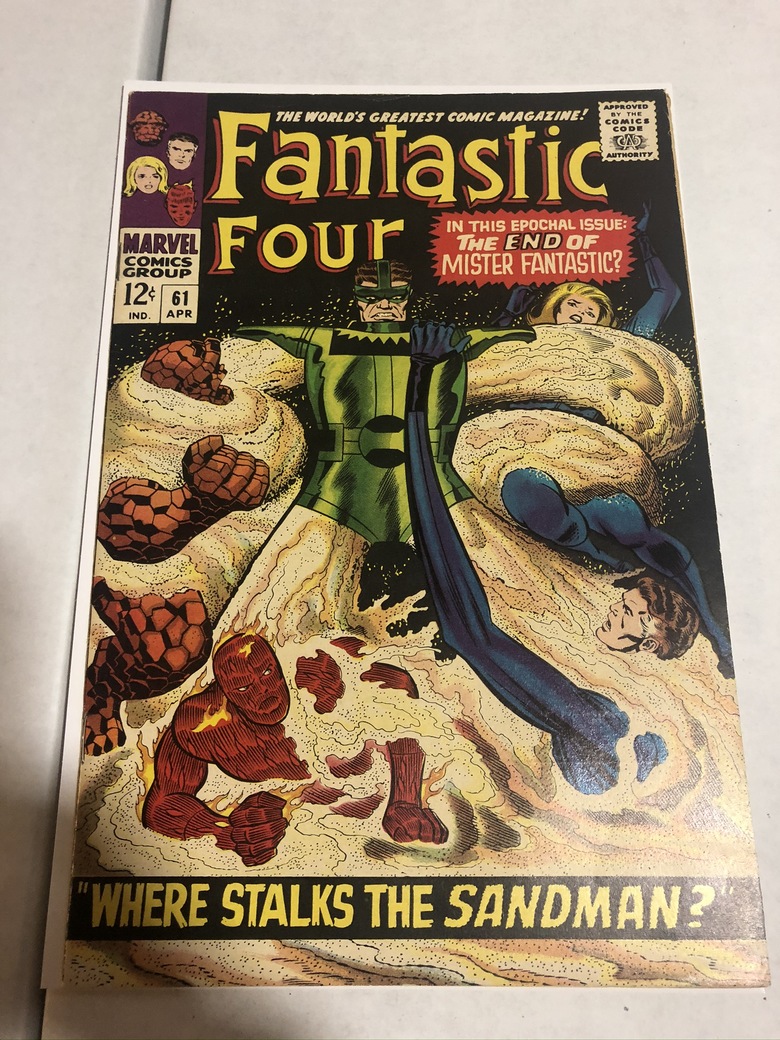 THE WORLD'S GREATEST COMIC MAGAZINE!
Fantastic
Four
APPROVED
BY THE
COMICS
CODE
CA
AUTHORITY
MARVEL
COMICS
GROUP
12¢
IND.
61
APR
IN THIS EPOCHAL ISSUE:
THE END OF
MISTER FANTASTIC?
"WHERE STALKS THE SANDMAN?"